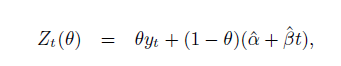 Z_t(θ) = θy_t + (1 − θ)(α̂ + β̂t),